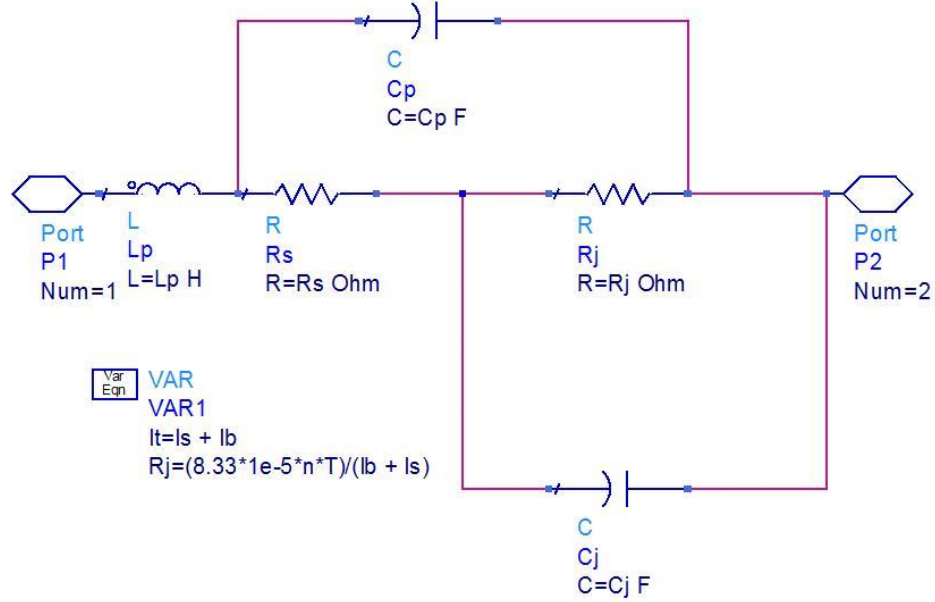 C
Cp
C=Cp F
Port
P1
Num=1
L
Lp
L=Lp H
R
Rs
R=Rs Ohm
R
Rj
R=Rj Ohm
Port
P2
Num=2
Var
Eqn
VAR
VAR1
It=Is + Ib
Rj=(8.33*1e-5*n*T)/(Ib + Is)
C
Cj
C=Cj F